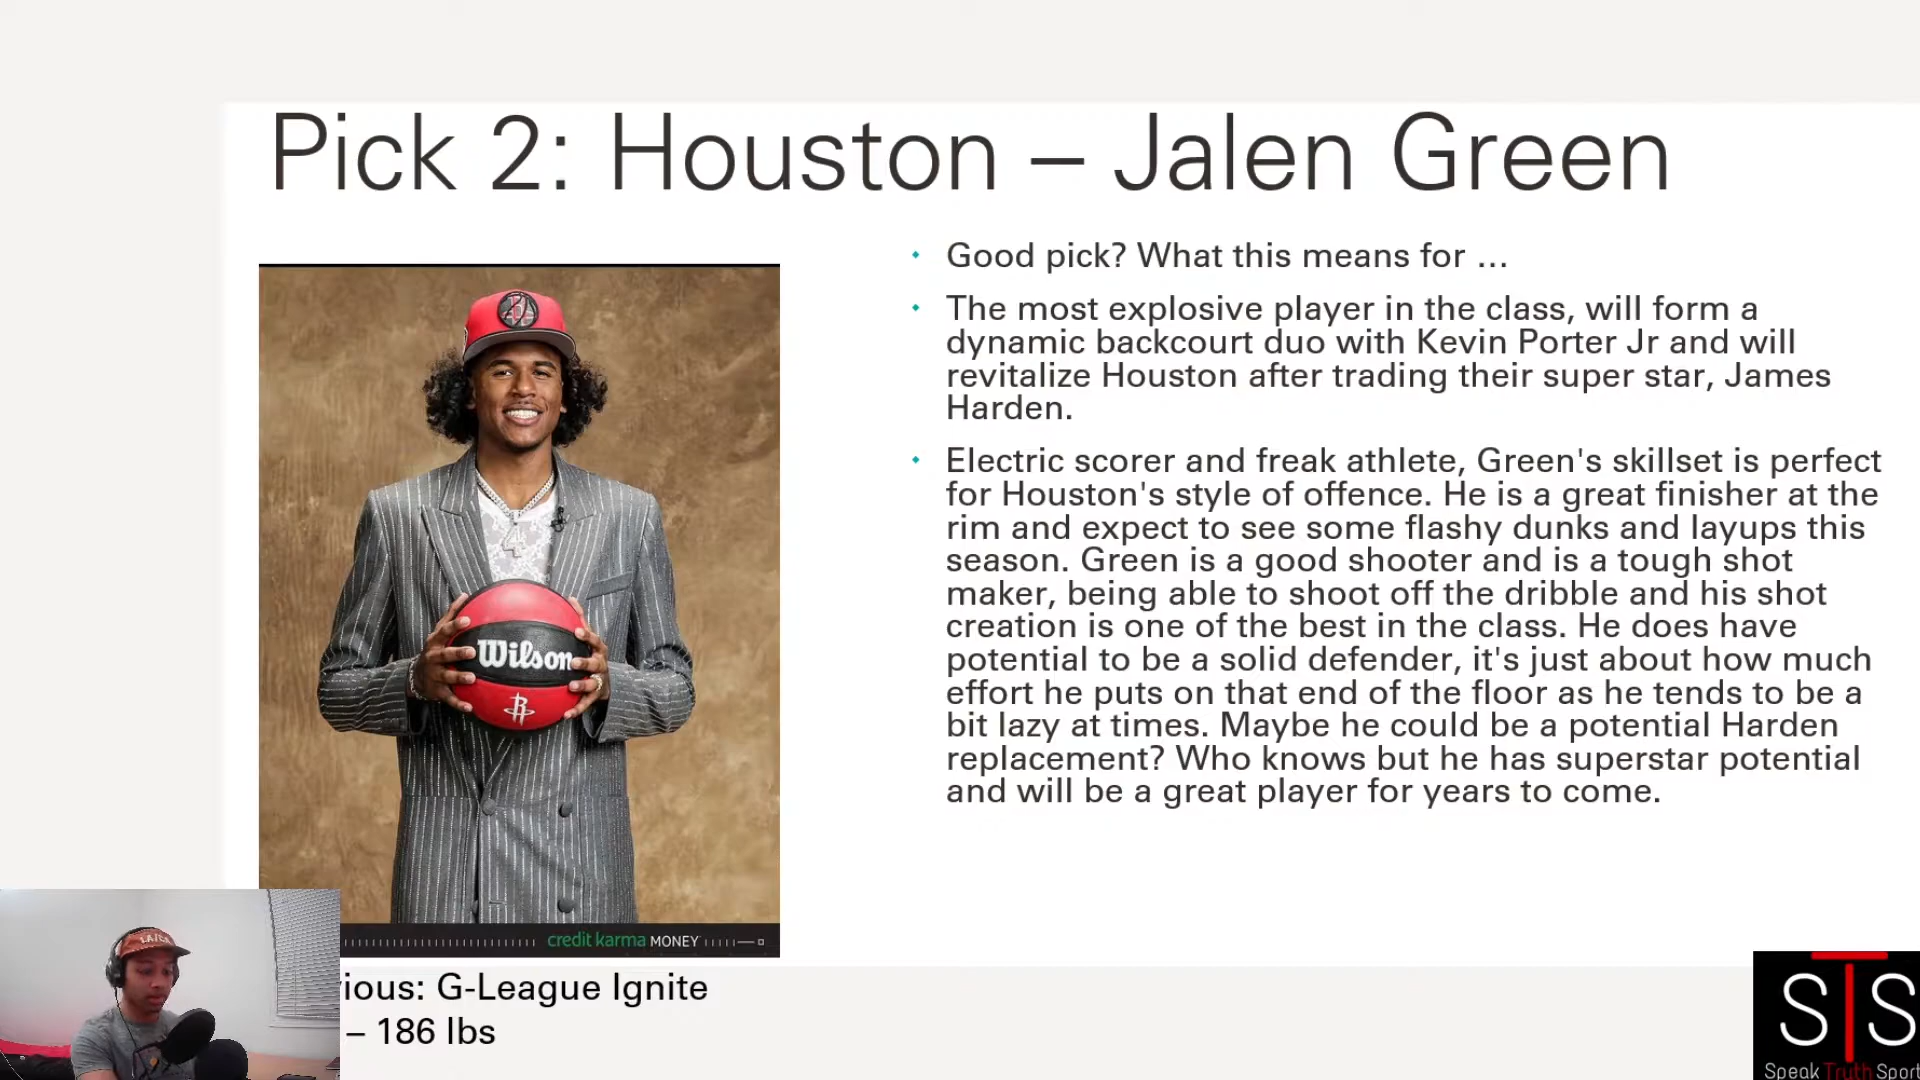 Pick 2: Houston – Jalen Green
Good pick? What this means for ...
The most explosive player in the class, will form a
dynamic backcourt duo with Kevin Porter Jr and will
revitalize Houston after trading their super star, James
Harden.
Electric scorer and freak athlete, Green's skillset is perfect
for Houston's style of offence. He is a great finisher at the
rim and expect to see some flashy dunks and layups this
season. Green is a good shooter and is a tough shot
maker, being able to shoot off the dribble and his shot
creation is one of the best in the class. He does have
potential to be a solid defender, it's just about how much
effort he puts on that end of the floor as he tends to be a
bit lazy at times. Maybe he could be a potential Harden
replacement? Who knows but he has superstar potential
and will be a great player for years to come.
4
Wilson
R
credit karma MONEY
ious: G-League Ignite
– 186 lbs
STS
Speak Truth Sport